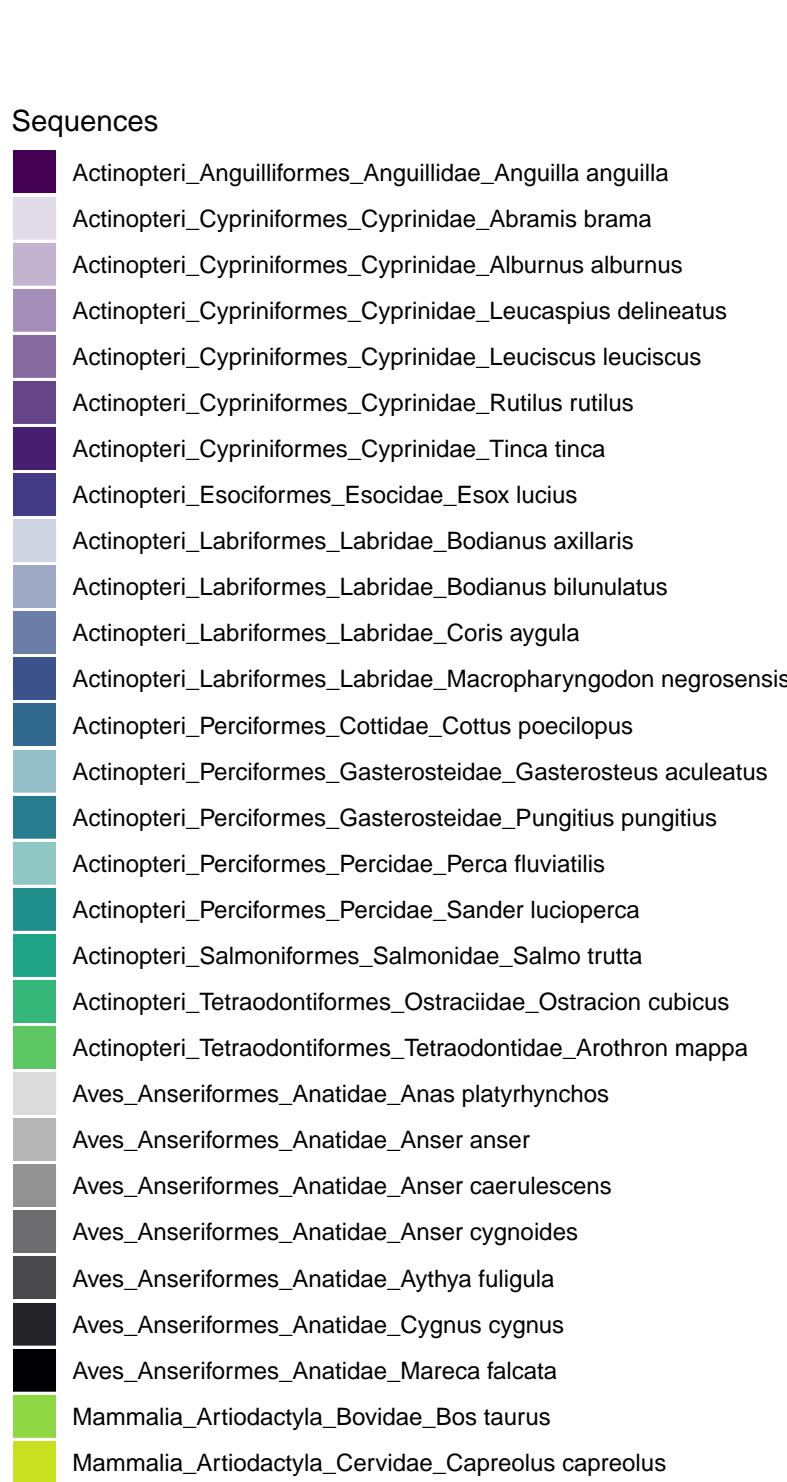 Sequences
Actinopteri_Anguilliformes_Anguillidae_Anguilla anguilla
Actinopteri_Cypriniformes_Cyprinidae_Abramis brama
Actinopteri_Cypriniformes_Cyprinidae_Alburnus alburnus
Actinopteri_Cypriniformes_Cyprinidae_Leucaspius delineatus
Actinopteri_Cypriniformes_Cyprinidae_Leuciscus leuciscus
Actinopteri_Cypriniformes_Cyprinidae_Rutilus rutilus
Actinopteri_Cypriniformes_Cyprinidae_Tinca tinca
Actinopteri_Esociformes_Esocidae_Esox lucius
Actinopteri_Labriformes_Labridae_Bodianus axillaris
Actinopteri_Labriformes_Labridae_Bodianus bilunulatus
Actinopteri_Labriformes_Labridae_Coris aygula
Actinopteri_Labriformes_Labridae_Macropharyngodon negrosensis
Actinopteri_Perciformes_Cottidae_Cottus poecilopus
Actinopteri_Perciformes_Gasterosteidae_Gasterosteus aculeatus
Actinopteri_Perciformes_Gasterosteidae_Pungitius pungitius
Actinopteri_Perciformes_Percidae_Perca fluviatilis
Actinopteri_Perciformes_Percidae_Sander lucioperca
Actinopteri_Salmoniformes_Salmonidae_Salmo trutta
Actinopteri_Tetraodontiformes_Ostraciidae_Ostracion cubicus
Actinopteri_Tetraodontiformes_Tetraodontidae_Arothron mappa
Aves_Anseriformes_Anatidae_Anas platyrhynchos
Aves_Anseriformes_Anatidae_Anser anser
Aves_Anseriformes_Anatidae_Anser caerulescens
Aves_Anseriformes_Anatidae_Anser cygnoides
Aves_Anseriformes_Anatidae_Aythya fuligula
Aves_Anseriformes_Anatidae_Cygnus cygnus
Aves_Anseriformes_Anatidae_Mareca falcata
Mammalia_Artiodactyla_Bovidae_Bos taurus
Mammalia_Artiodactyla_Cervidae_Capreolus capreolus